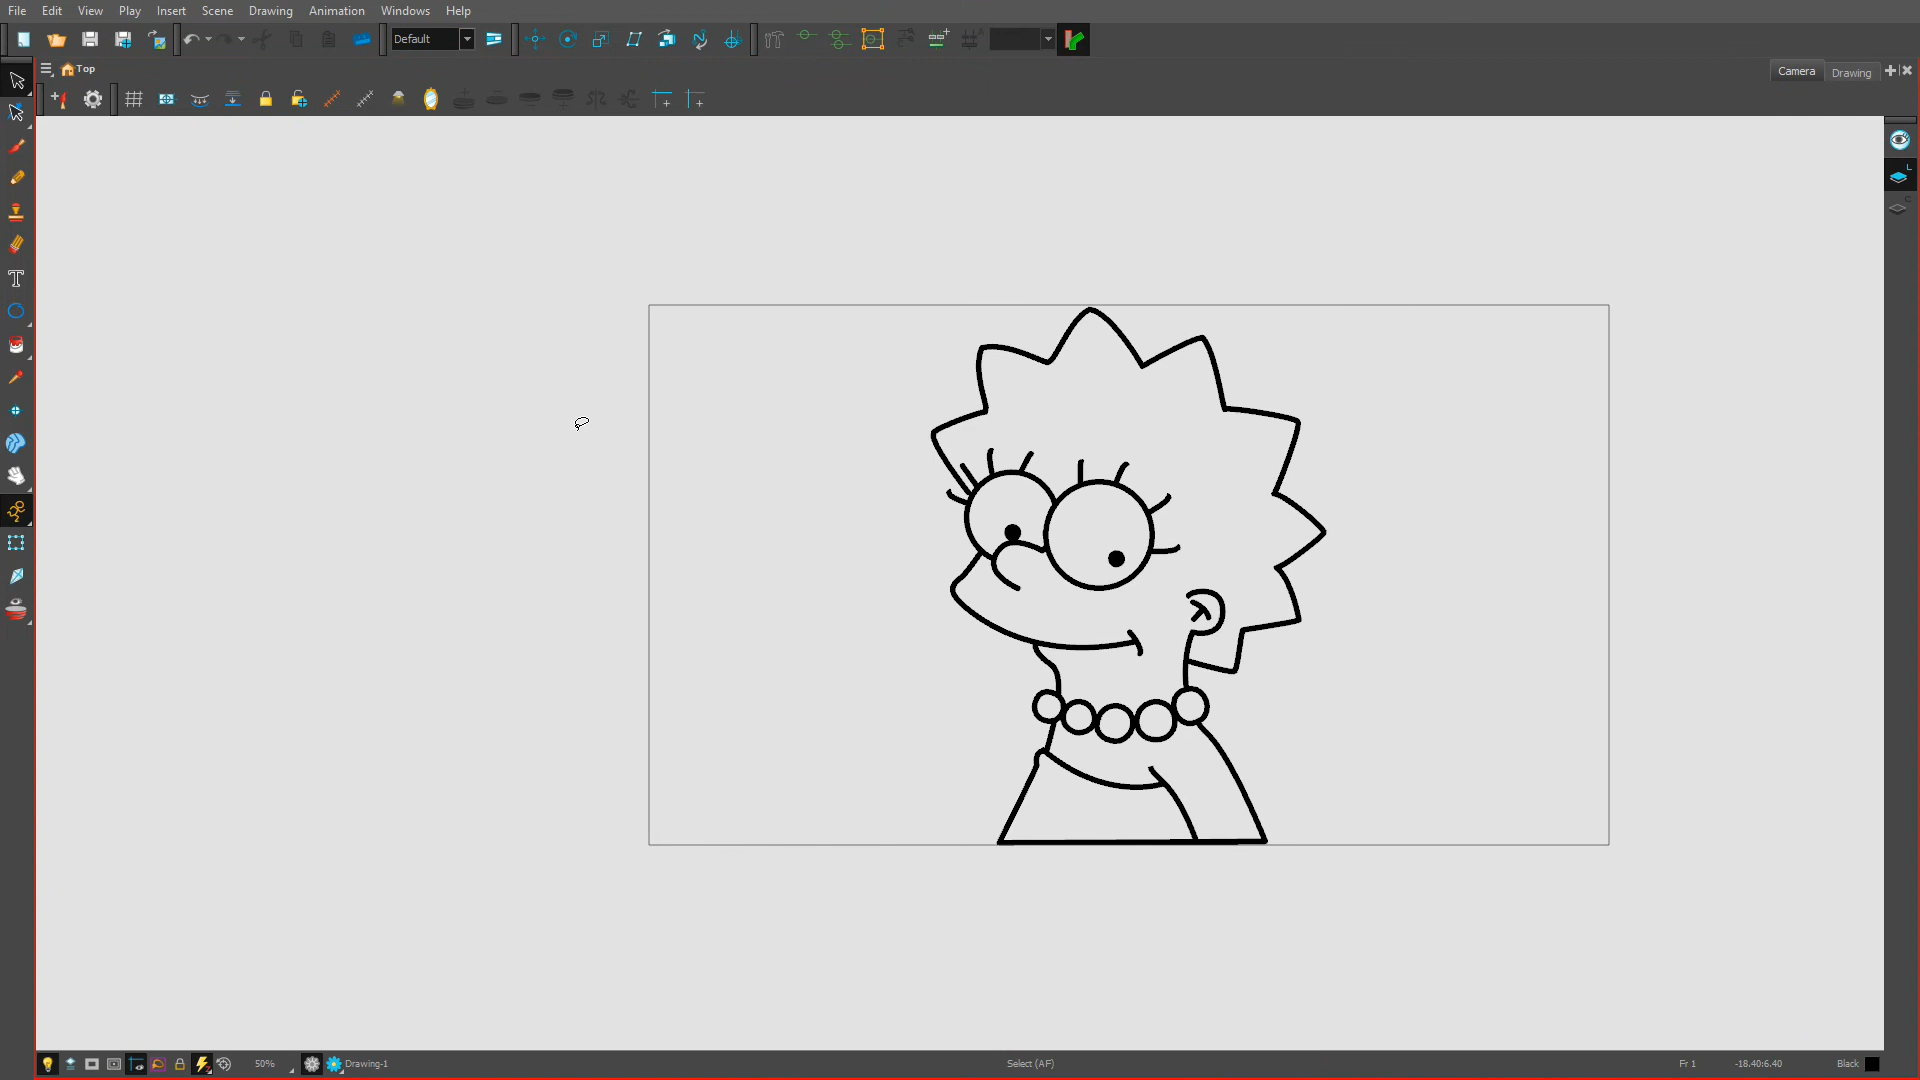 File Edit View Play Insert Scene Drawing Animation Windows Help
Default
Top
Camera Drawing
50% Drawing-1 Select (AF) Fr 1 -18.40:6.40 Black